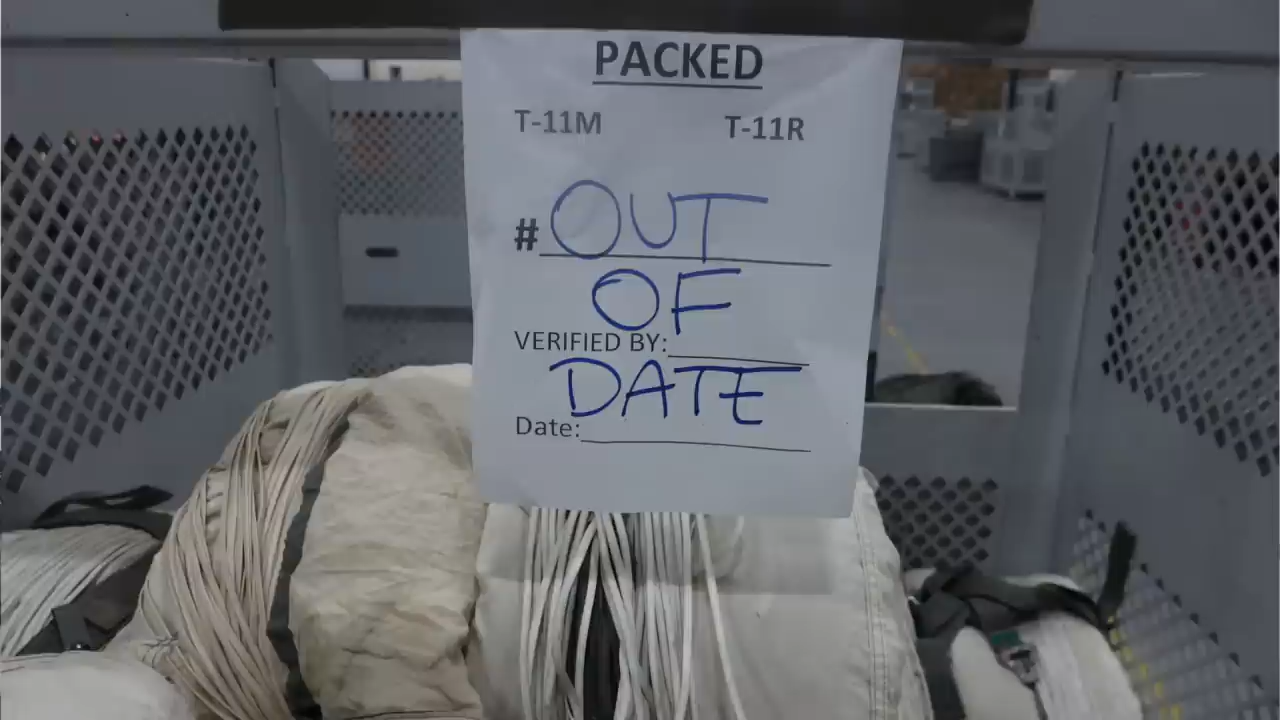 PACKED
T-11M T-11R
# OUT
OF
VERIFIED BY:
DATE
Date: